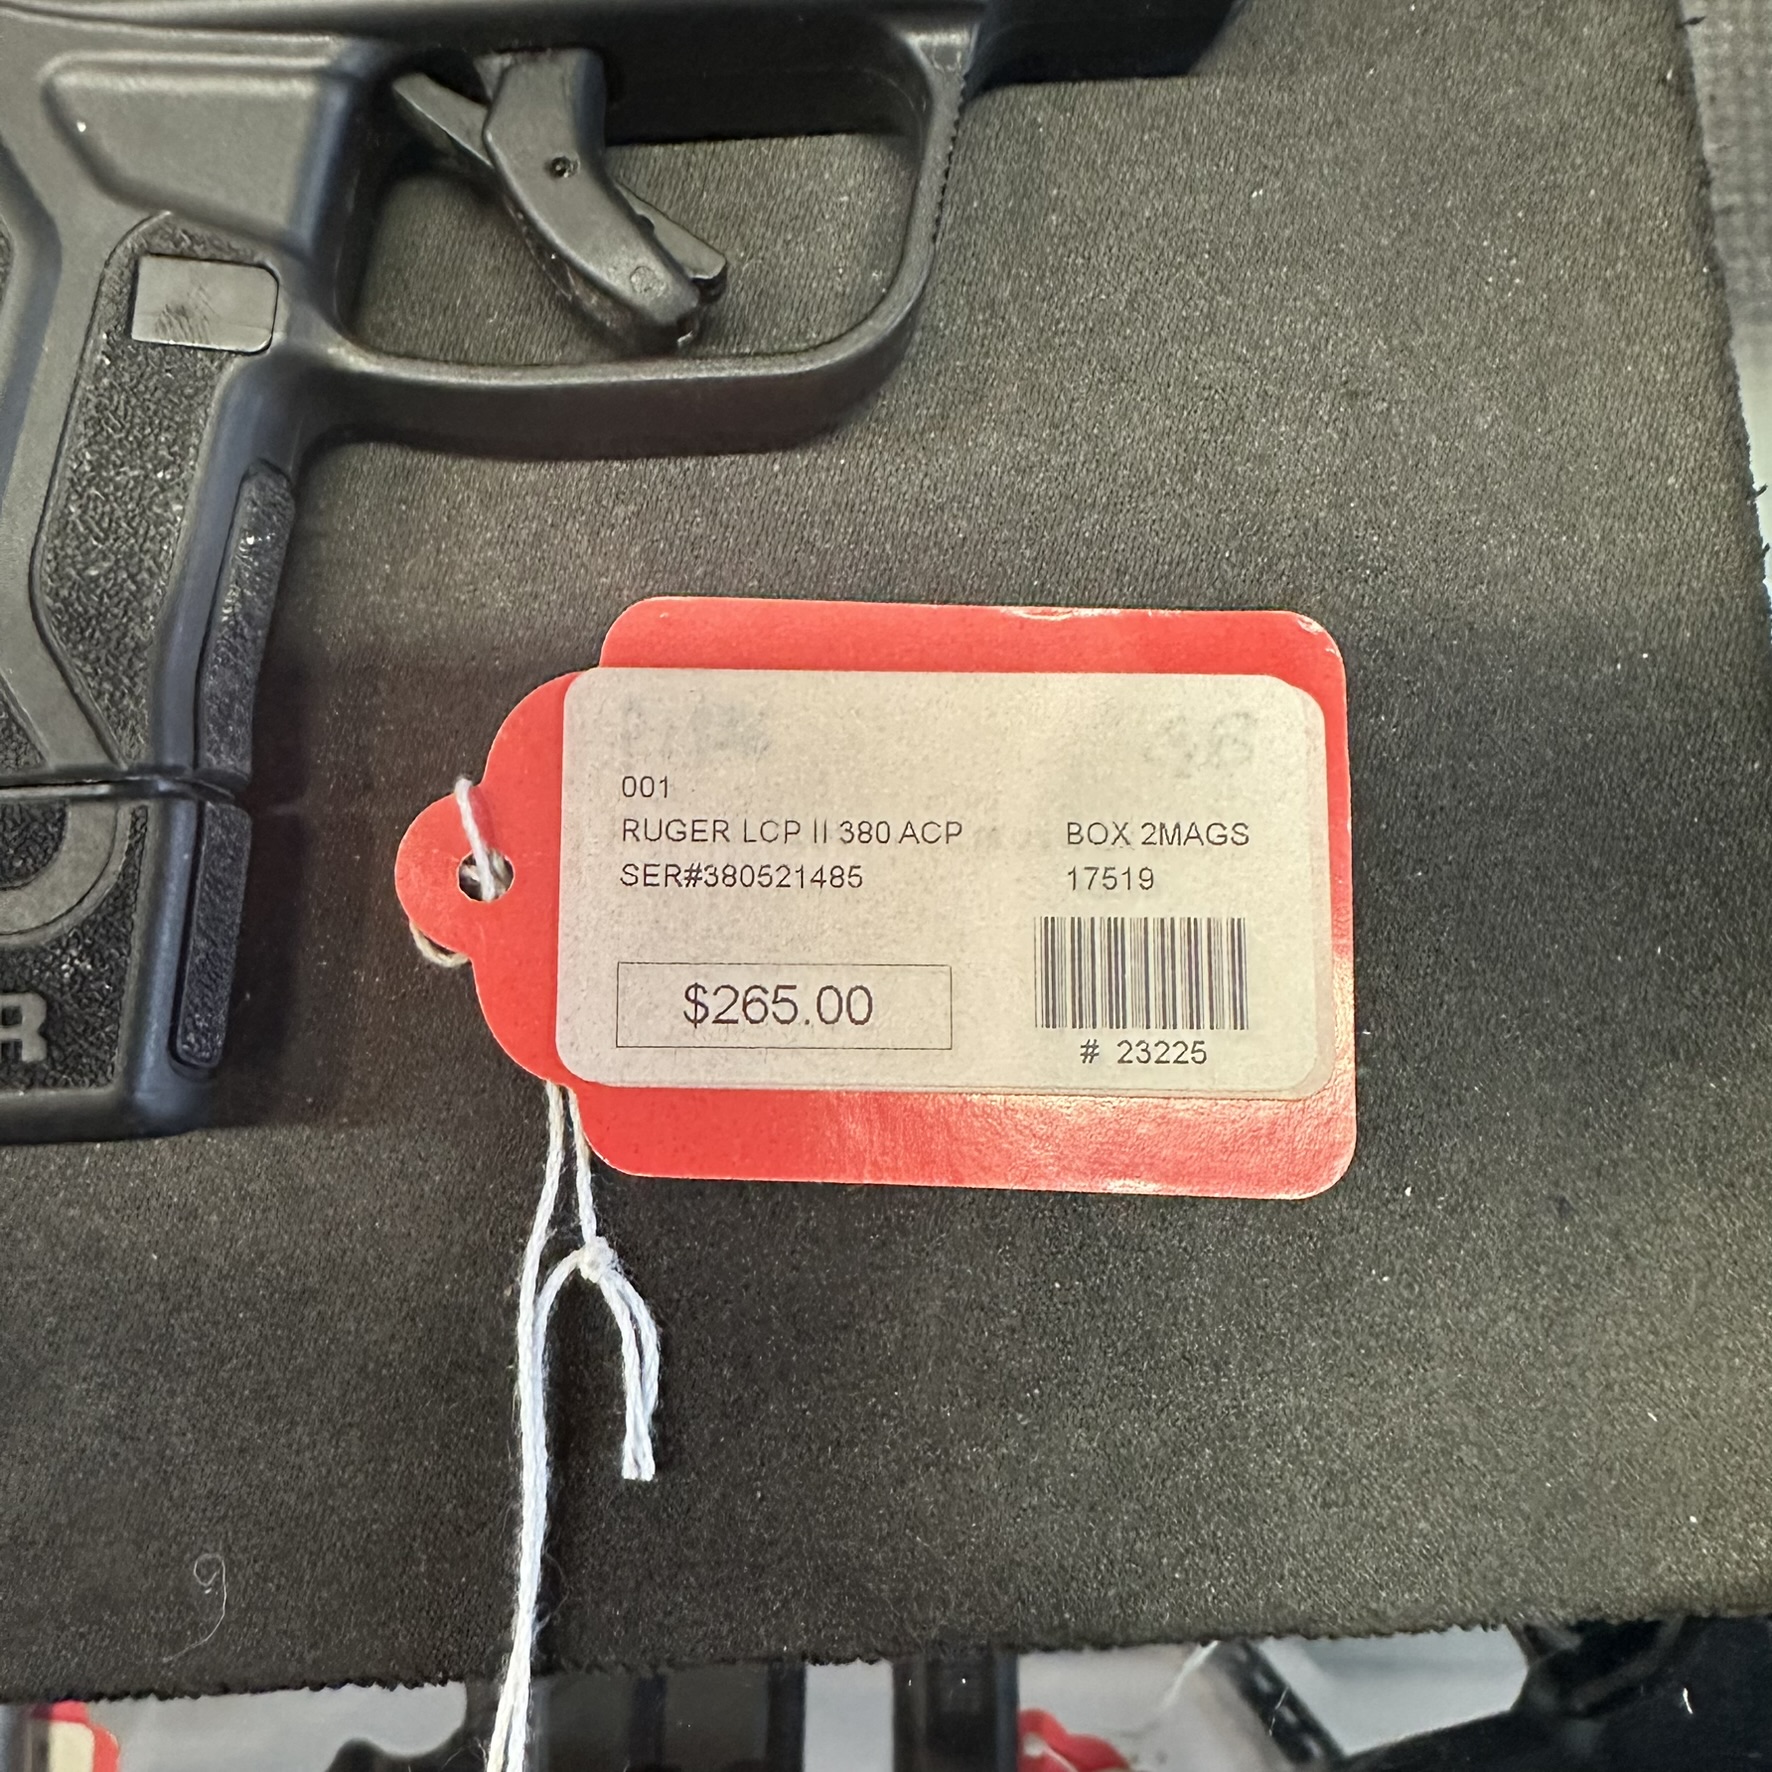 001
RUGER LCP II 380 ACP BOX 2MAGS
SER#380521485 17519
$265.00
# 23225
R